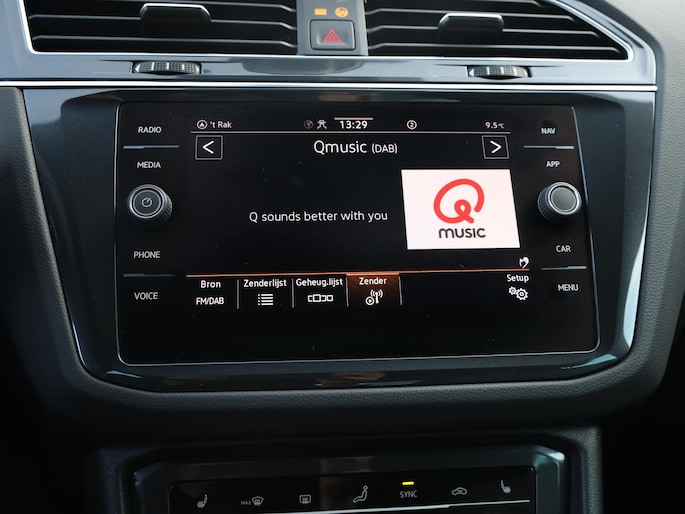 RADIO
MEDIA
PHONE
VOICE
't Rak 13:29 2 9.5°C
< Qmusic (DAB) >
Q sounds better with you
Q
MUSIC
Bron Zenderlijst Geheug.lijst Zender Setup
FM/DAB
NAV
APP
CAR
MENU
MAX SYNC